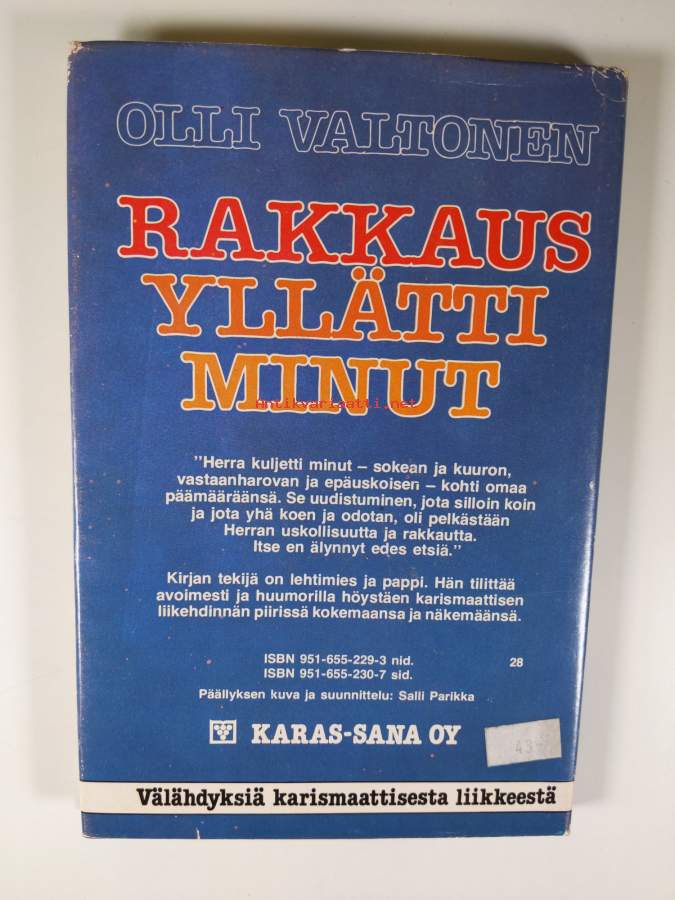 OLLI VALTONEN
RAKKAUS
YLLÄTTI
MINUT
Antikvariaatti.net
"Herra kuljetti minut – sokean ja kuuron,
vastaanharovan ja epäuskoisen – kohti omaa
päämääräänsä. Se uudistuminen, jota silloin koin
ja jota yhä koen ja odotan, oli pelkästään
Herran uskollisuutta ja rakkautta.
Itse en älynnyt edes etsiä."
Kirjan tekijä on lehtimies ja pappi. Hän tilittää
avoimesti ja huumorilla höystäen karismaattisen
liikehdinnän piirissä kokemaansa ja näkemäänsä.
ISBN 951-655-229-3 nid. 28
ISBN 951-655-230-7 sid.
Päällyksen kuva ja suunnittelu: Salli Parikka
KARAS-SANA OY
Välähdyksiä karismaattisesta liikkeestä